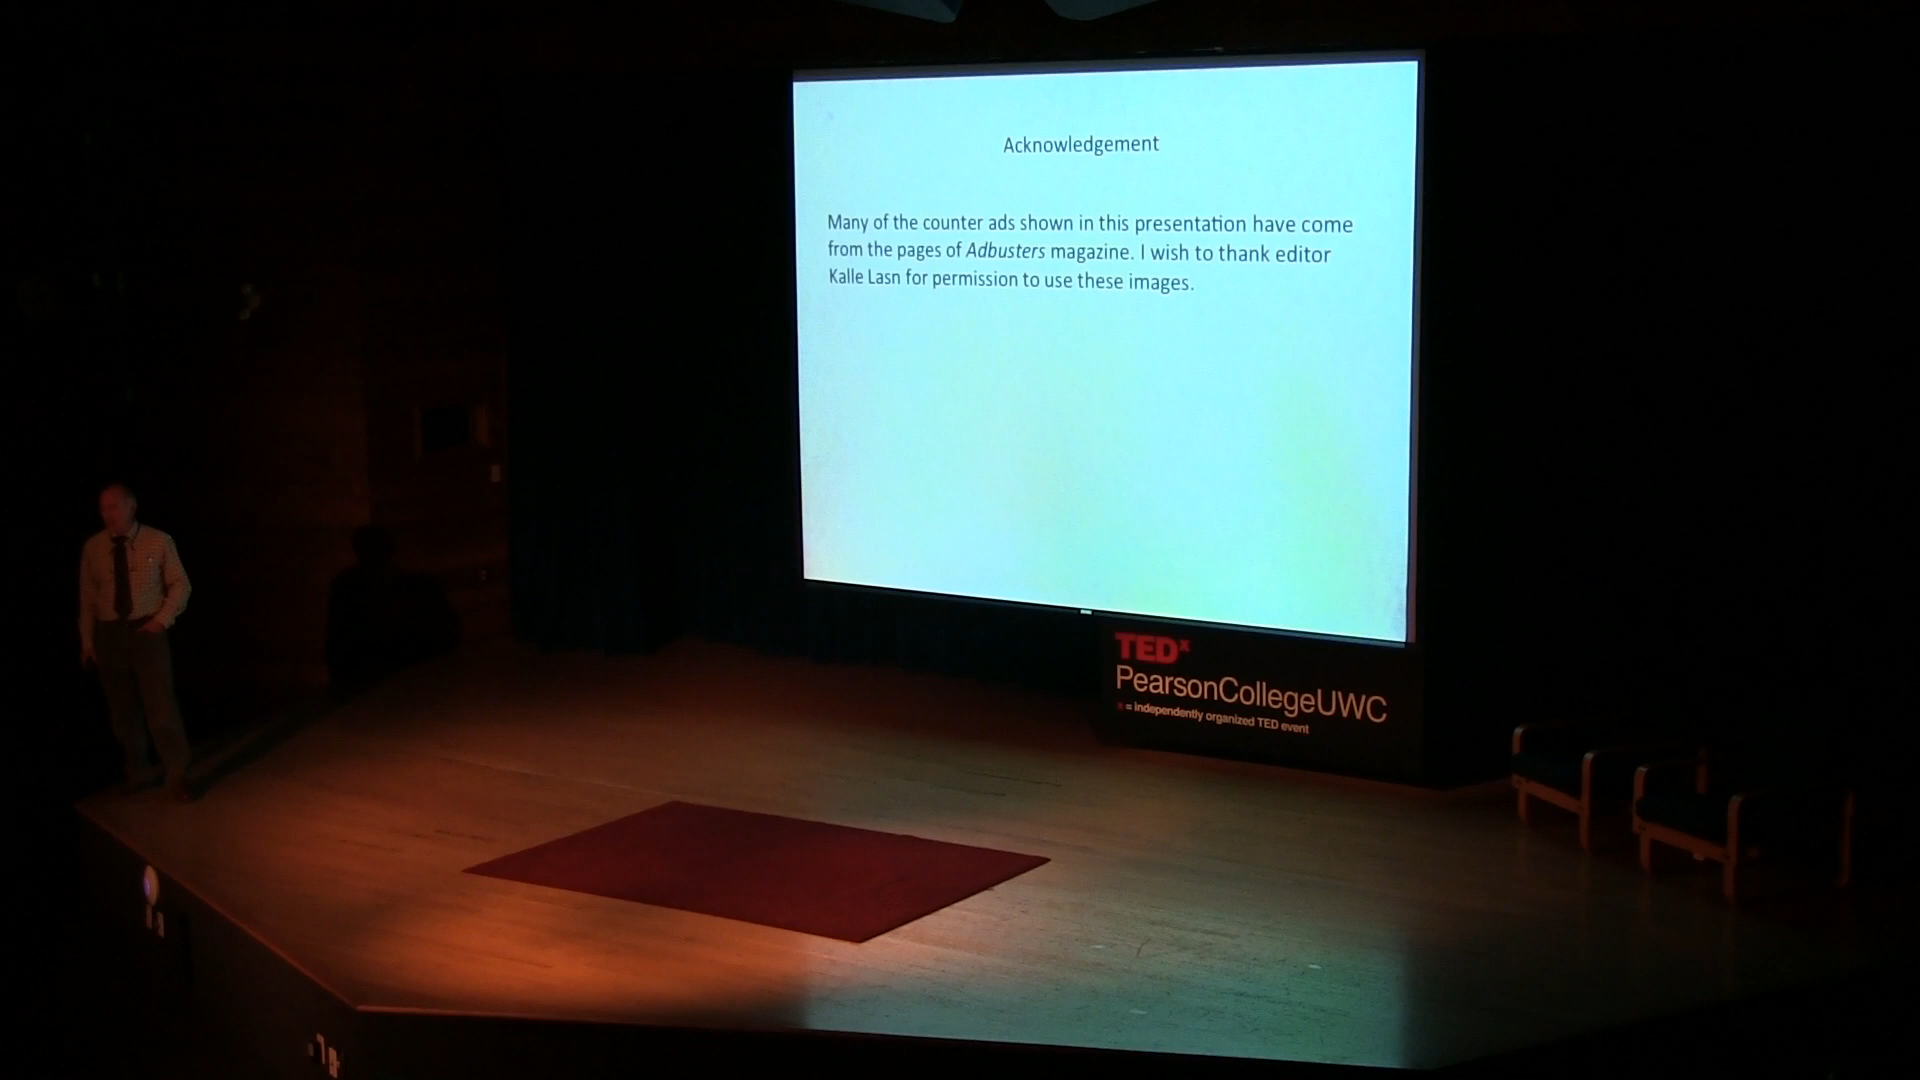 Acknowledgement
Many of the counter ads shown in this presentation have come
from the pages of Adbusters magazine. I wish to thank editor
Kalle Lasn for permission to use these images.
TEDx
PearsonCollegeUWC
x = independently organized TED event